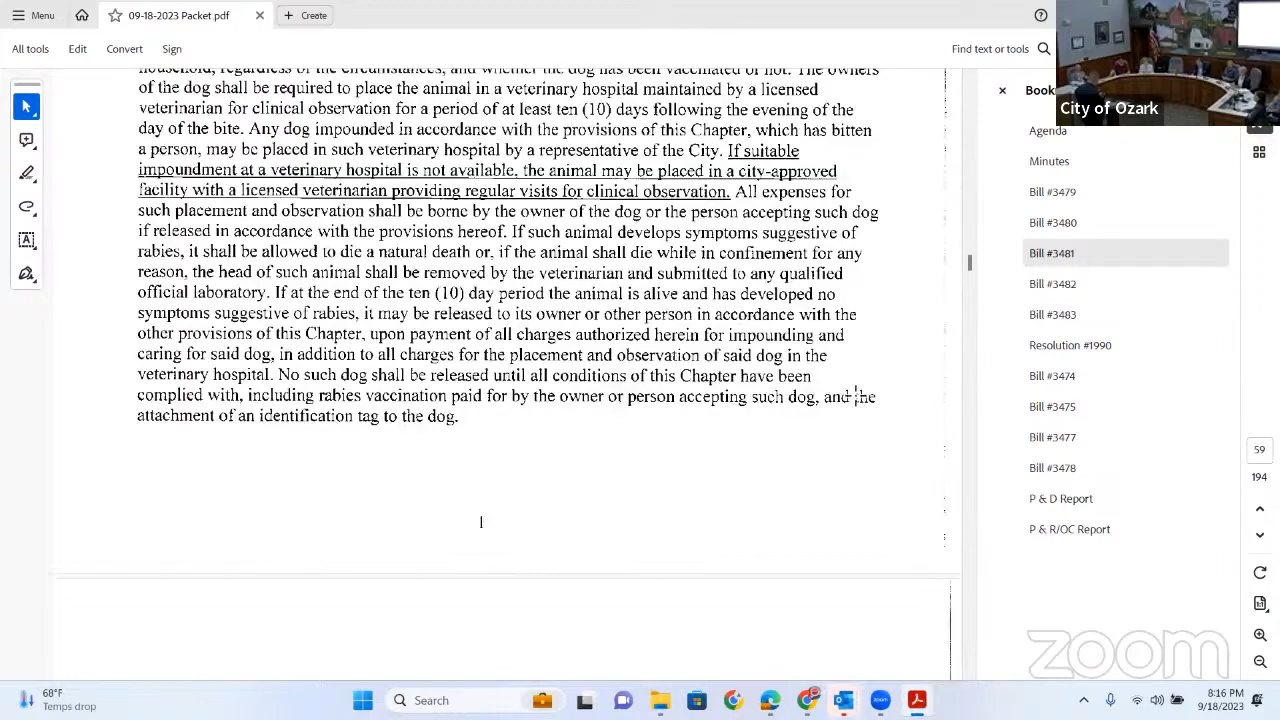 Menu
09-18-2023 Packet.pdf
Create
All tools
Edit
Convert
Sign
Find text or tools
household, regardless of the circumstances, and whether the dog has been vaccinated or not. The owners
of the dog shall be required to place the animal in a veterinary hospital maintained by a licensed
veterinarian for clinical observation for a period of at least ten (10) days following the evening of the
day of the bite. Any dog impounded in accordance with the provisions of this Chapter, which has bitten
a person, may be placed in such veterinary hospital by a representative of the City. If suitable
impoundment at a veterinary hospital is not available, the animal may be placed in a city-approved
facility with a licensed veterinarian providing regular visits for clinical observation. All expenses for
such placement and observation shall be borne by the owner of the dog or the person accepting such dog
if released in accordance with the provisions hereof. If such animal develops symptoms suggestive of
rabies, it shall be allowed to die a natural death or, if the animal shall die while in confinement for any
reason, the head of such animal shall be removed by the veterinarian and submitted to any qualified
official laboratory. If at the end of the ten (10) day period the animal is alive and has developed no
symptoms suggestive of rabies, it may be released to its owner or other person in accordance with the
other provisions of this Chapter, upon payment of all charges authorized herein for impounding and
caring for said dog, in addition to all charges for the placement and observation of said dog in the
veterinary hospital. No such dog shall be released until all conditions of this Chapter have been
complied with, including rabies vaccination paid for by the owner or person accepting such dog, and the
attachment of an identification tag to the dog.
Book
City of Ozark
Agenda
Minutes
Bill #3479
Bill #3480
Bill #3481
Bill #3482
Bill #3483
Resolution #1990
Bill #3474
Bill #3475
Bill #3477
Bill #3478
P & D Report
P & R/OC Report
59
194
zoom
68°F
Temps drop
Search
8:16 PM
9/18/2023